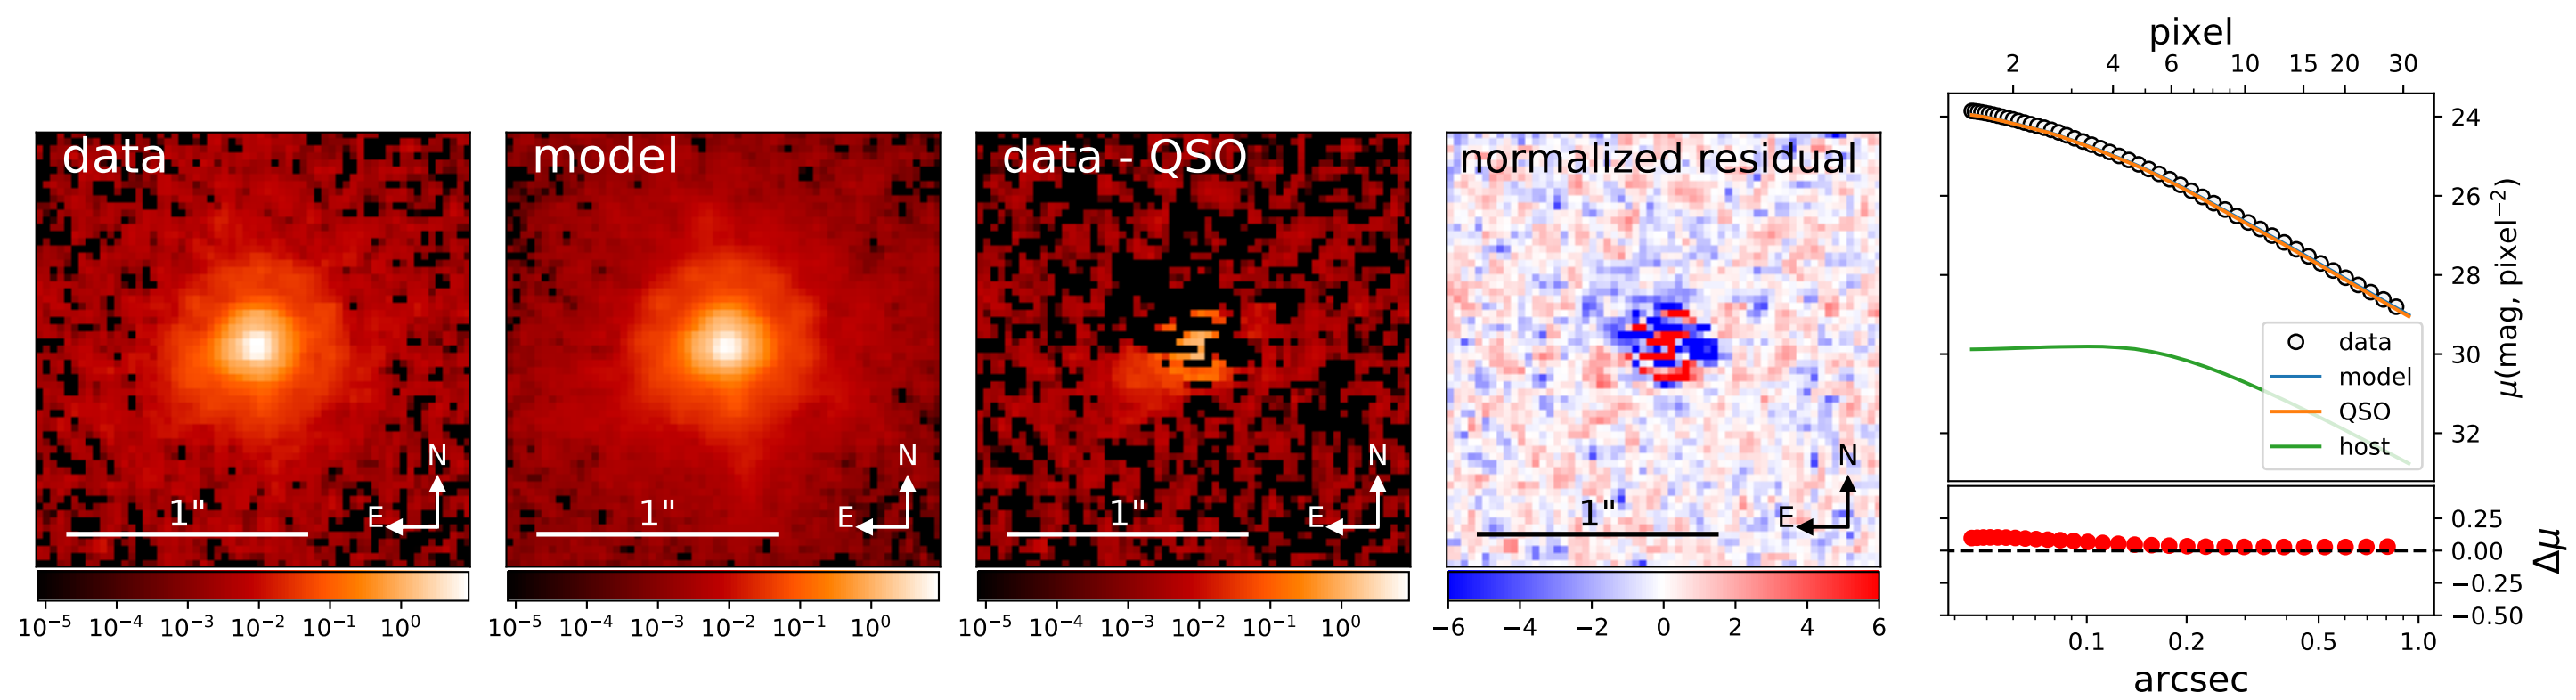 data
N
E
1"
10⁻⁵ 10⁻⁴ 10⁻³ 10⁻² 10⁻¹ 10⁰
model
N
E
1"
10⁻⁵ 10⁻⁴ 10⁻³ 10⁻² 10⁻¹ 10⁰
data - QSO
N
E
1"
10⁻⁵ 10⁻⁴ 10⁻³ 10⁻² 10⁻¹ 10⁰
normalized residual
N
E
1"
−6 −4 −2 0 2 4 6
pixel
2 4 6 10 15 20 30
24
26
28
30
32
μ(mag, pixel⁻²)
data
model
QSO
host
0.25
0.00
−0.25
−0.50
Δμ
0.1 0.2 0.5 1.0
arcsec